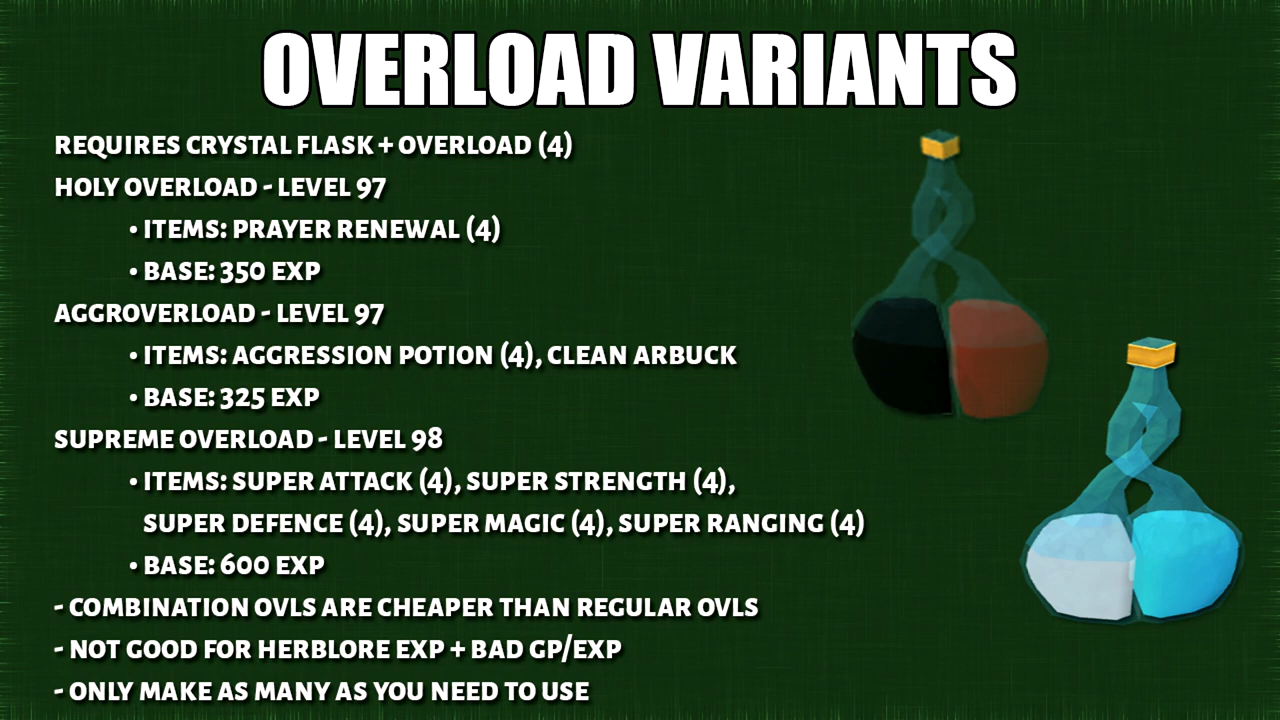 OVERLOAD VARIANTS
REQUIRES CRYSTAL FLASK + OVERLOAD (4)
HOLY OVERLOAD - LEVEL 97
• ITEMS: PRAYER RENEWAL (4)
• BASE: 350 EXP
AGGROVERLOAD - LEVEL 97
• ITEMS: AGGRESSION POTION (4), CLEAN ARBUCK
• BASE: 325 EXP
SUPREME OVERLOAD - LEVEL 98
• ITEMS: SUPER ATTACK (4), SUPER STRENGTH (4),
SUPER DEFENCE (4), SUPER MAGIC (4), SUPER RANGING (4)
• BASE: 600 EXP
- COMBINATION OVLS ARE CHEAPER THAN REGULAR OVLS
- NOT GOOD FOR HERBLORE EXP + BAD GP/EXP
- ONLY MAKE AS MANY AS YOU NEED TO USE